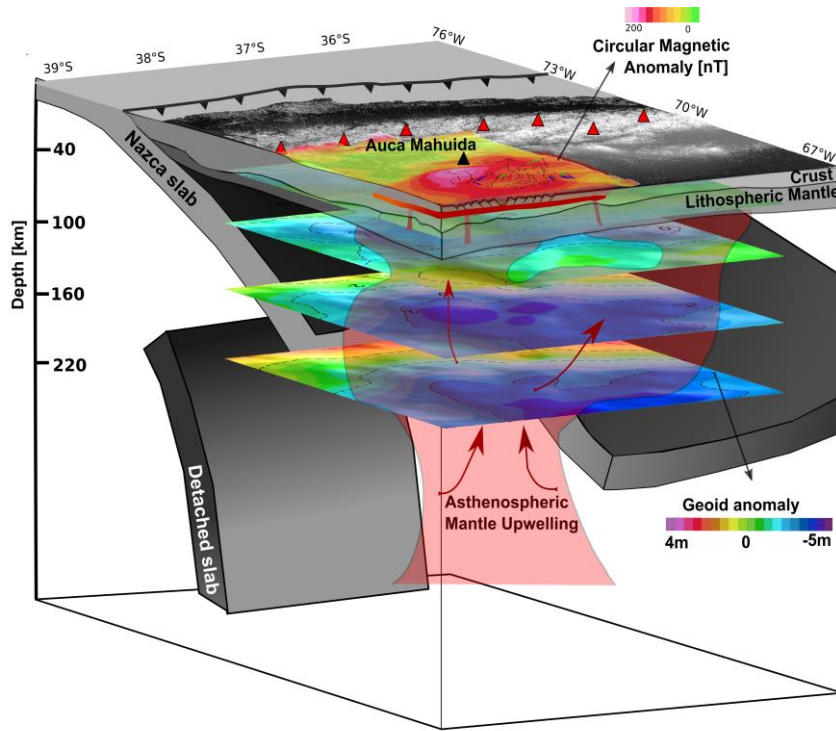 200
0
Circular Magnetic
Anomaly [nT]
39°S
38°S
37°S
36°S
76°W
73°W
70°W
67°W
Auca Mahuida
Nazca slab
Crust
Lithospheric Mantle
Depth [km]
40
100
160
220
Detached slab
Asthenospheric
Mantle Upwelling
Geoid anomaly
4m
0
-5m